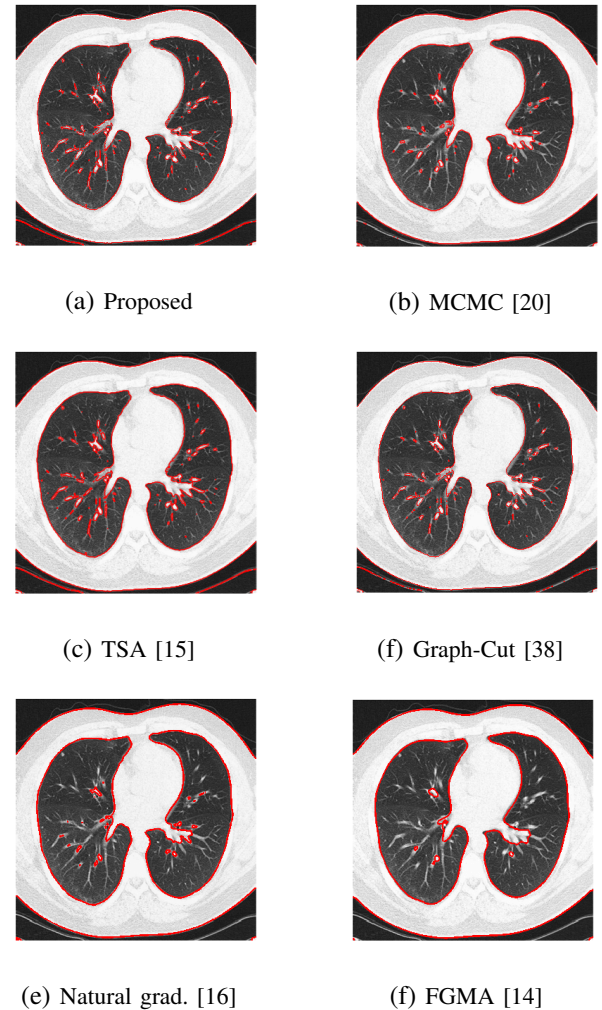 (a) Proposed
(b) MCMC [20]
(c) TSA [15]
(f) Graph-Cut [38]
(e) Natural grad. [16]
(f) FGMA [14]